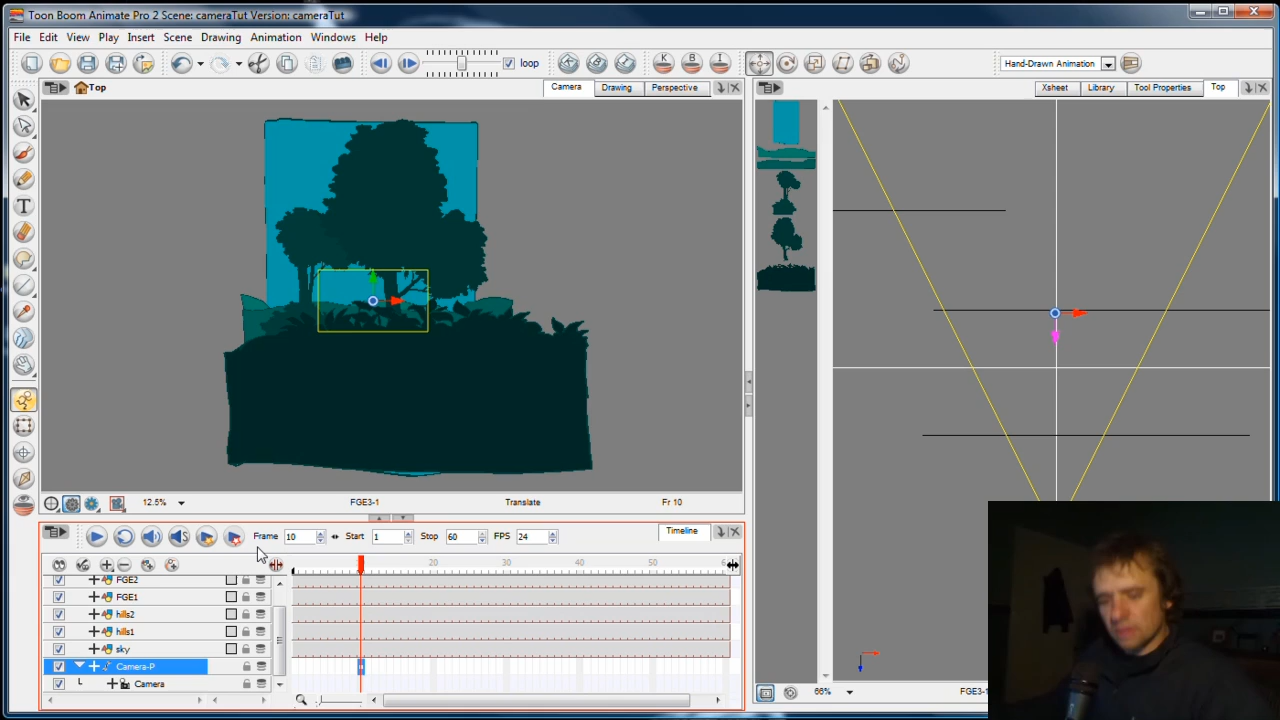 Toon Boom Animate Pro 2 Scene: cameraTut Version: cameraTut
File Edit View Play Insert Scene Drawing Animation Windows Help
loop K B I Hand-Drawn Animation
Top Camera Drawing Perspective Xsheet Library Tool Properties Top
T
12.5% FGE3-1 Translate Fr 10
Frame 10 Start 1 Stop 60 FPS 24 Timeline
20 30 40 50
FGE2
FGE1
hills2
hills1
sky
Camera-P
Camera
66% FGE3-1